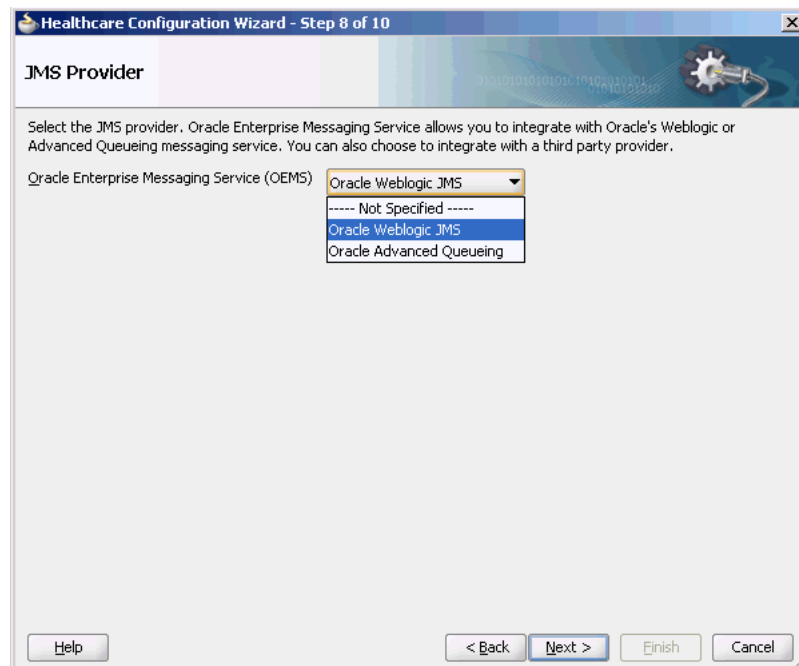 Healthcare Configuration Wizard - Step 8 of 10
JMS Provider
Select the JMS provider. Oracle Enterprise Messaging Service allows you to integrate with Oracle's Weblogic or
Advanced Queueing messaging service. You can also choose to integrate with a third party provider.
Oracle Enterprise Messaging Service (OEMS) Oracle Weblogic JMS
----- Not Specified -----
Oracle Weblogic JMS
Oracle Advanced Queueing
Help < Back Next > Finish Cancel